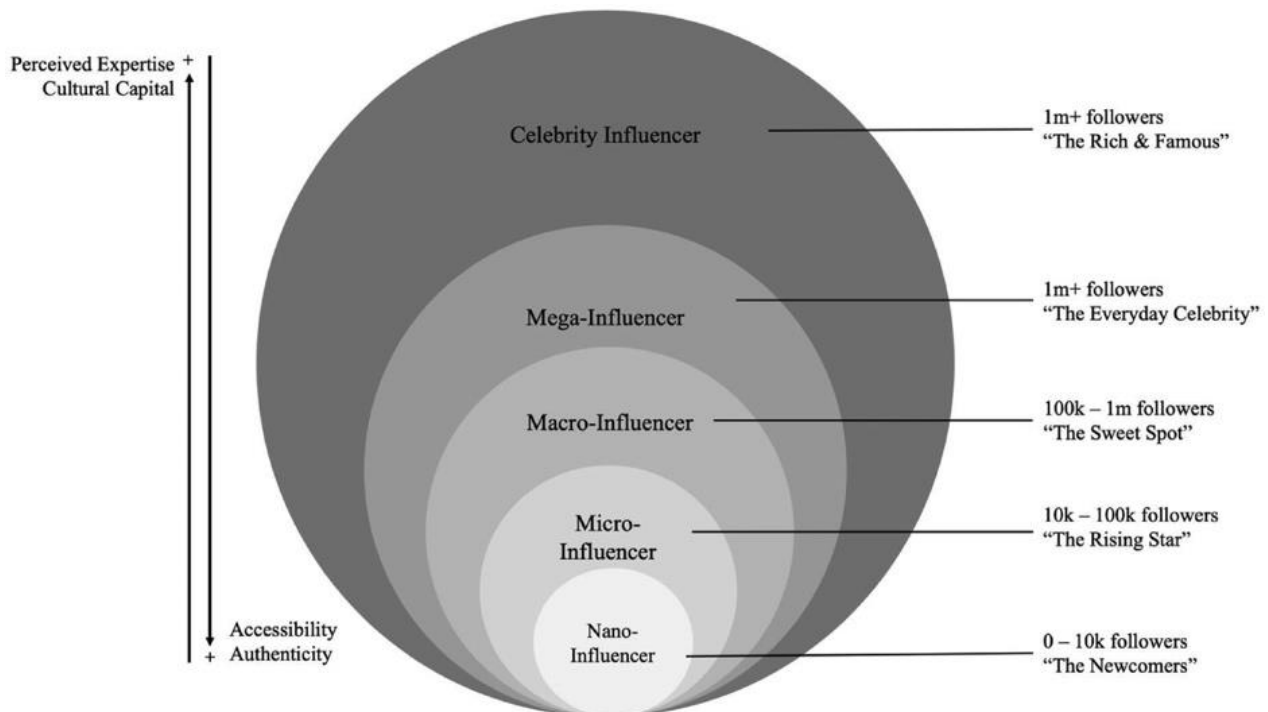 Perceived Expertise +
Cultural Capital
Celebrity Influencer
1m+ followers
“The Rich & Famous”
Mega-Influencer
1m+ followers
“The Everyday Celebrity”
Macro-Influencer
100k – 1m followers
“The Sweet Spot”
Micro-
Influencer
10k – 100k followers
“The Rising Star”
Accessibility
+ Authenticity
Nano-
Influencer
0 – 10k followers
“The Newcomers”